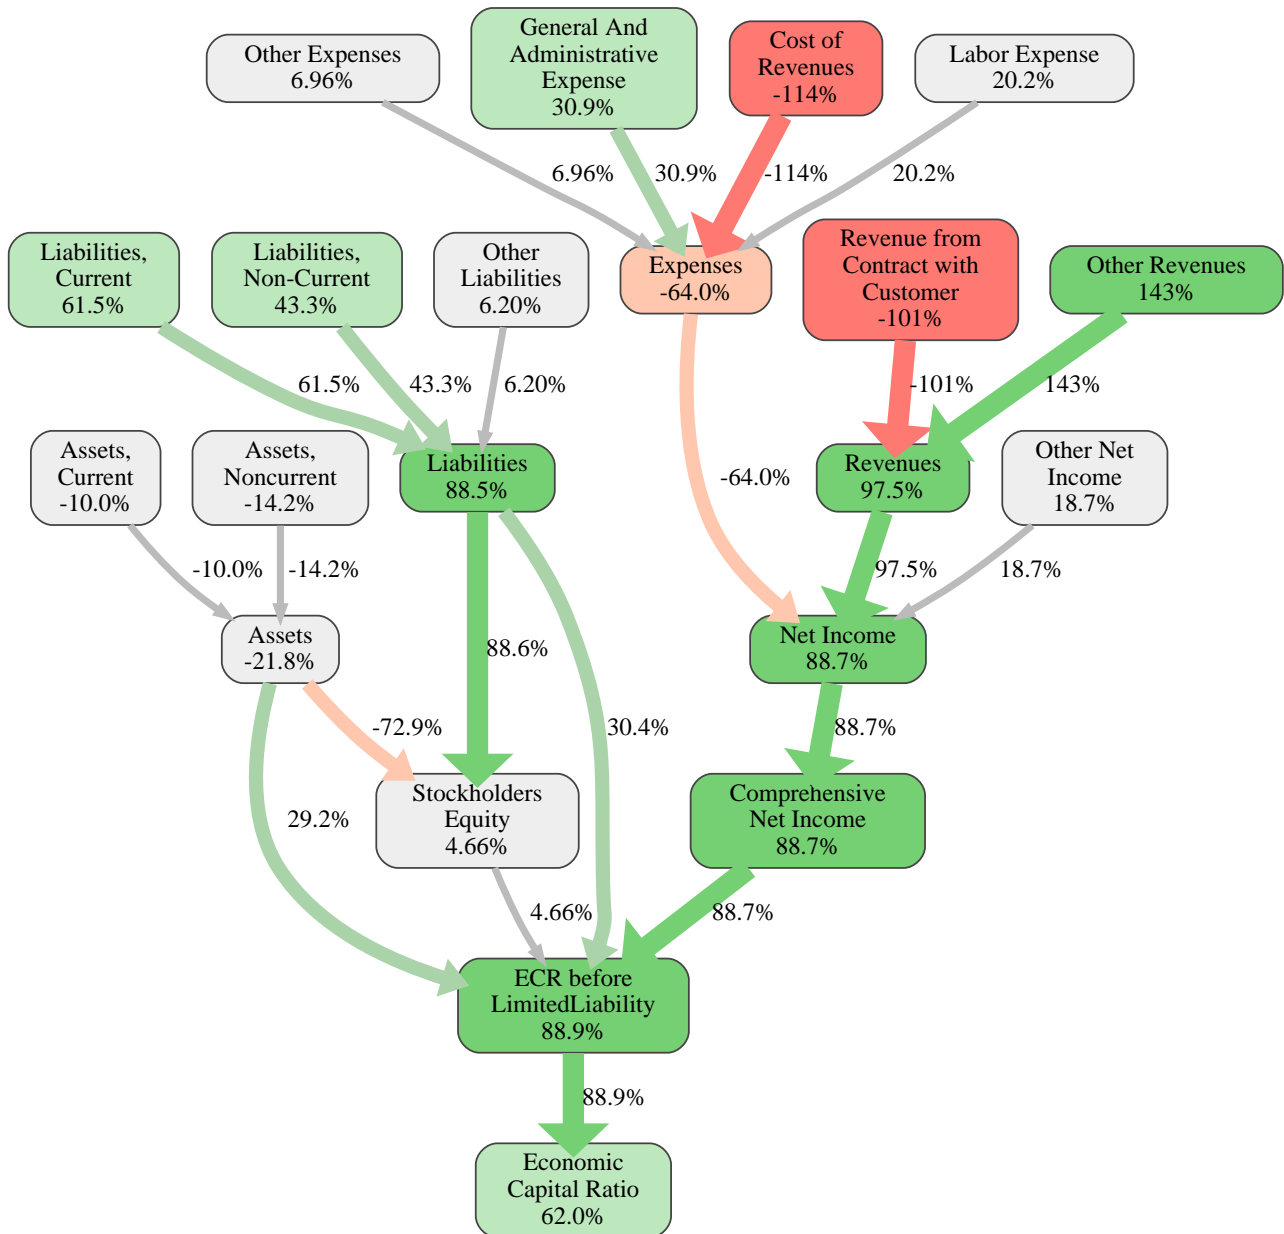 Other Expenses
6.96%
General And
Administrative
Expense
30.9%
Cost of
Revenues
-114%
Labor Expense
20.2%
6.96%
30.9%
-114%
20.2%
Liabilities,
Current
61.5%
Liabilities,
Non-Current
43.3%
Other
Liabilities
6.20%
Expenses
-64.0%
Revenue from
Contract with
Customer
-101%
Other Revenues
143%
61.5%
43.3%
6.20%
-101%
143%
Assets,
Current
-10.0%
Assets,
Noncurrent
-14.2%
Liabilities
88.5%
-64.0%
Revenues
97.5%
Other Net
Income
18.7%
-10.0%
-14.2%
97.5%
18.7%
Assets
-21.8%
88.6%
Net Income
88.7%
-72.9%
30.4%
88.7%
29.2%
Stockholders
Equity
4.66%
Comprehensive
Net Income
88.7%
4.66%
88.7%
ECR before
LimitedLiability
88.9%
88.9%
Economic
Capital Ratio
62.0%